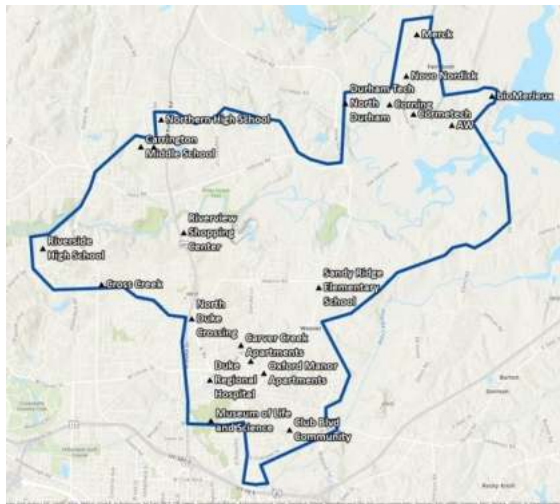 Merck
Novo Nordisk
bioMerieux
Durham Tech
North
Durham
Corning
Cormetech
AW
Northern High School
Carrington
Middle School
Riverview
Shopping
Center
Riverside
High School
Cross Creek
Sandy Ridge
Elementary
School
North
Duke
Crossing
Carver Creek
Apartments
Duke
Regional
Hospital
Oxford Manor
Apartments
Museum of Life
and Science
Club Blvd
Community